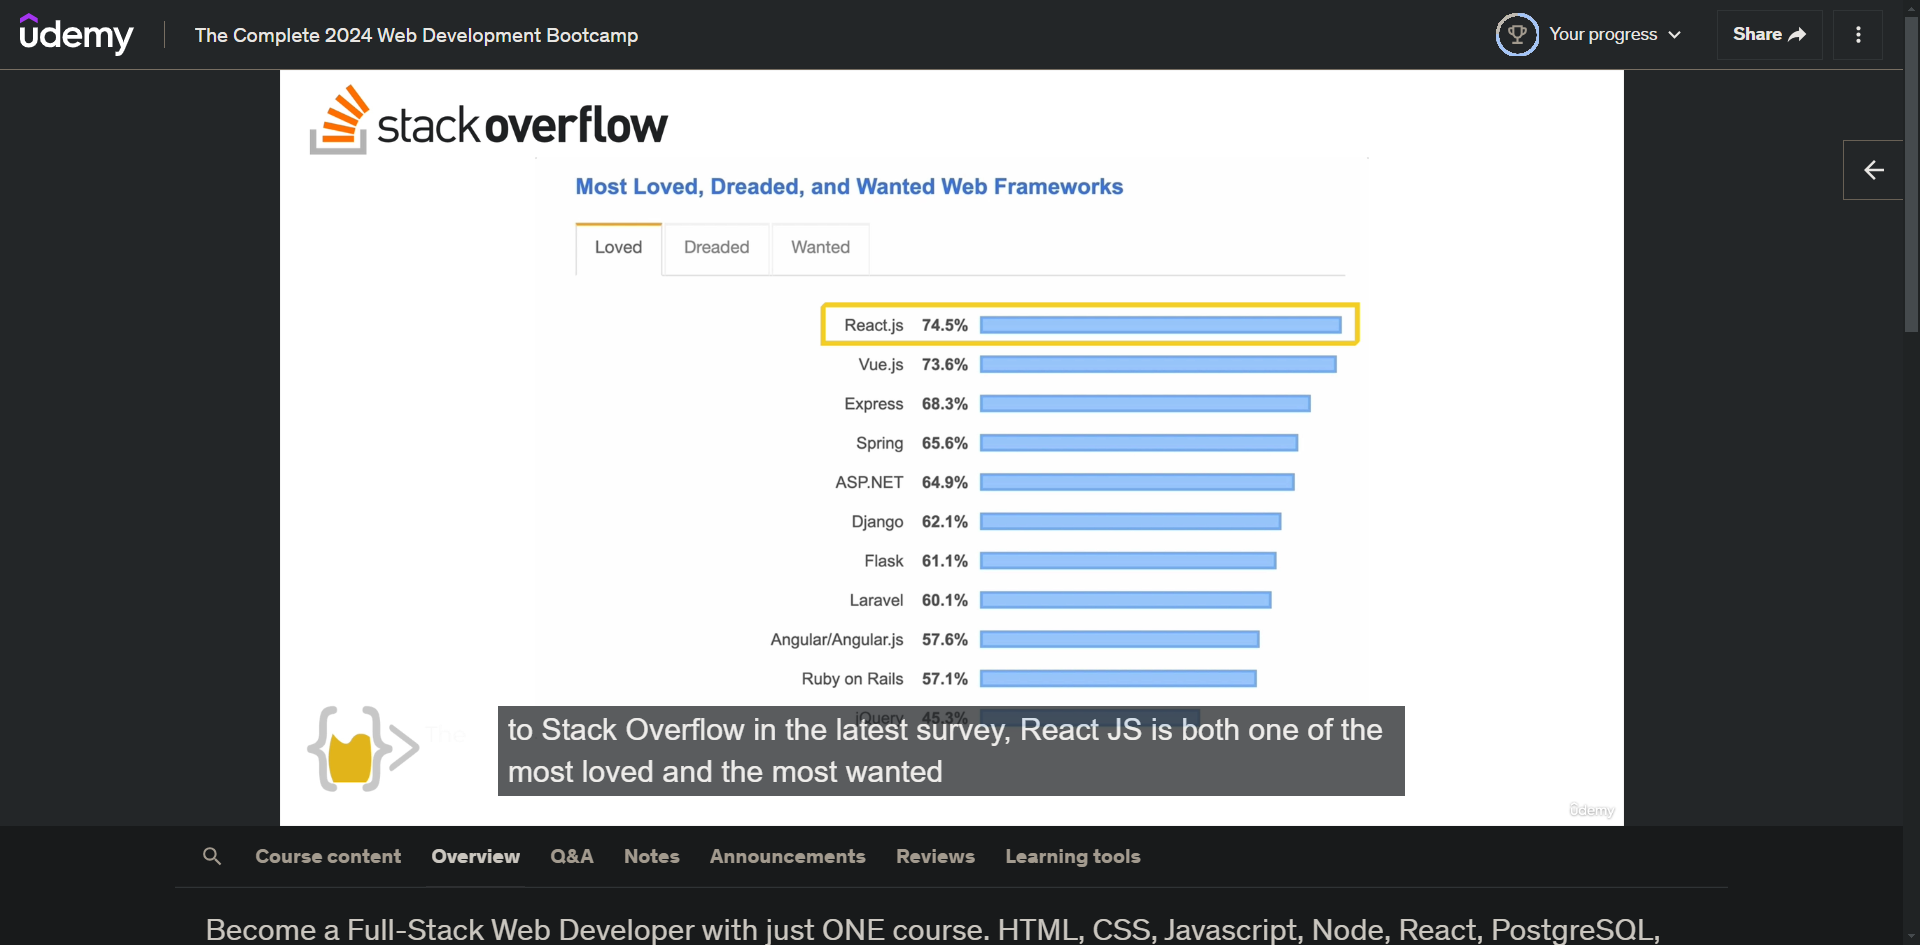 ûdemy
The Complete 2024 Web Development Bootcamp
Your progress
Share
stackoverflow
Most Loved, Dreaded, and Wanted Web Frameworks
Loved Dreaded Wanted
React.js 74.5%
Vue.js 73.6%
Express 68.3%
Spring 65.6%
ASP.NET 64.9%
Django 62.1%
Flask 61.1%
Laravel 60.1%
Angular/Angular.js 57.6%
Ruby on Rails 57.1%
jQuery 45.3%
The
to Stack Overflow in the latest survey, React JS is both one of the
most loved and the most wanted
ûdemy
Course content Overview Q&A Notes Announcements Reviews Learning tools
Become a Full-Stack Web Developer with just ONE course. HTML, CSS, Javascript, Node, React, PostgreSQL,